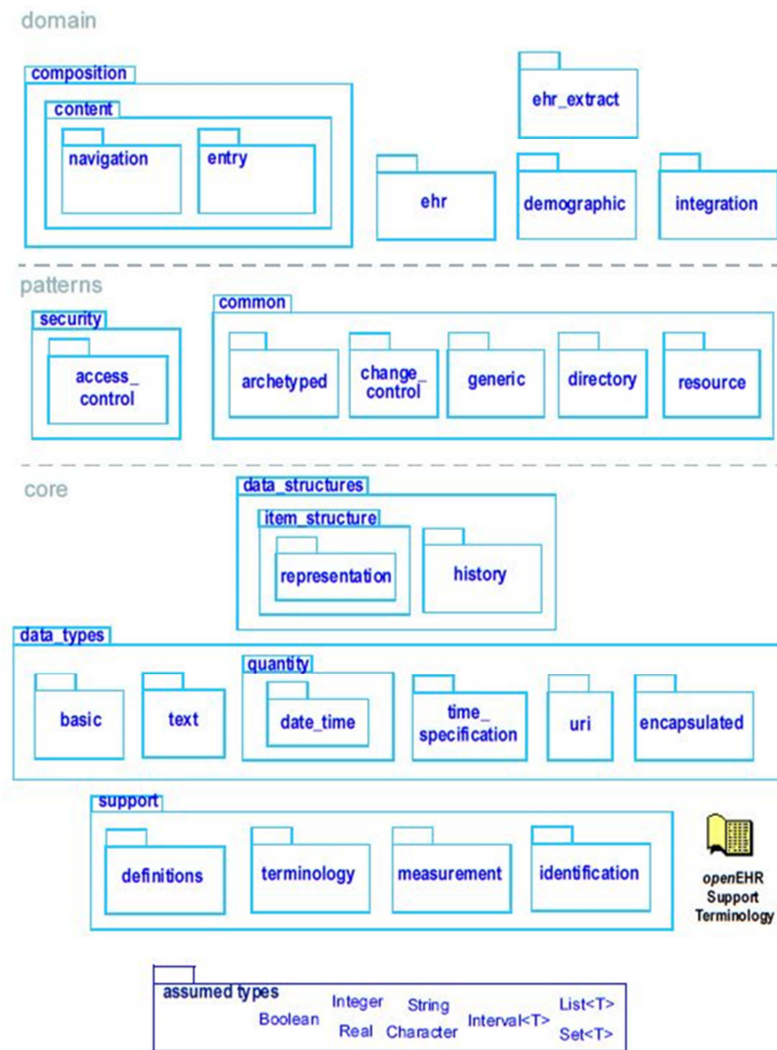 domain
composition
content
navigation
entry
ehr_extract
ehr
demographic
integration
patterns
security
access_
control
common
archetyped
change_
control
generic
directory
resource
core
data_structures
item_structure
representation
history
data_types
basic
text
quantity
date_time
time_
specification
uri
encapsulated
support
definitions
terminology
measurement
identification
openEHR
Support
Terminology
assumed types
Boolean
Integer
Real
String
Character
Interval<T>
List<T>
Set<T>